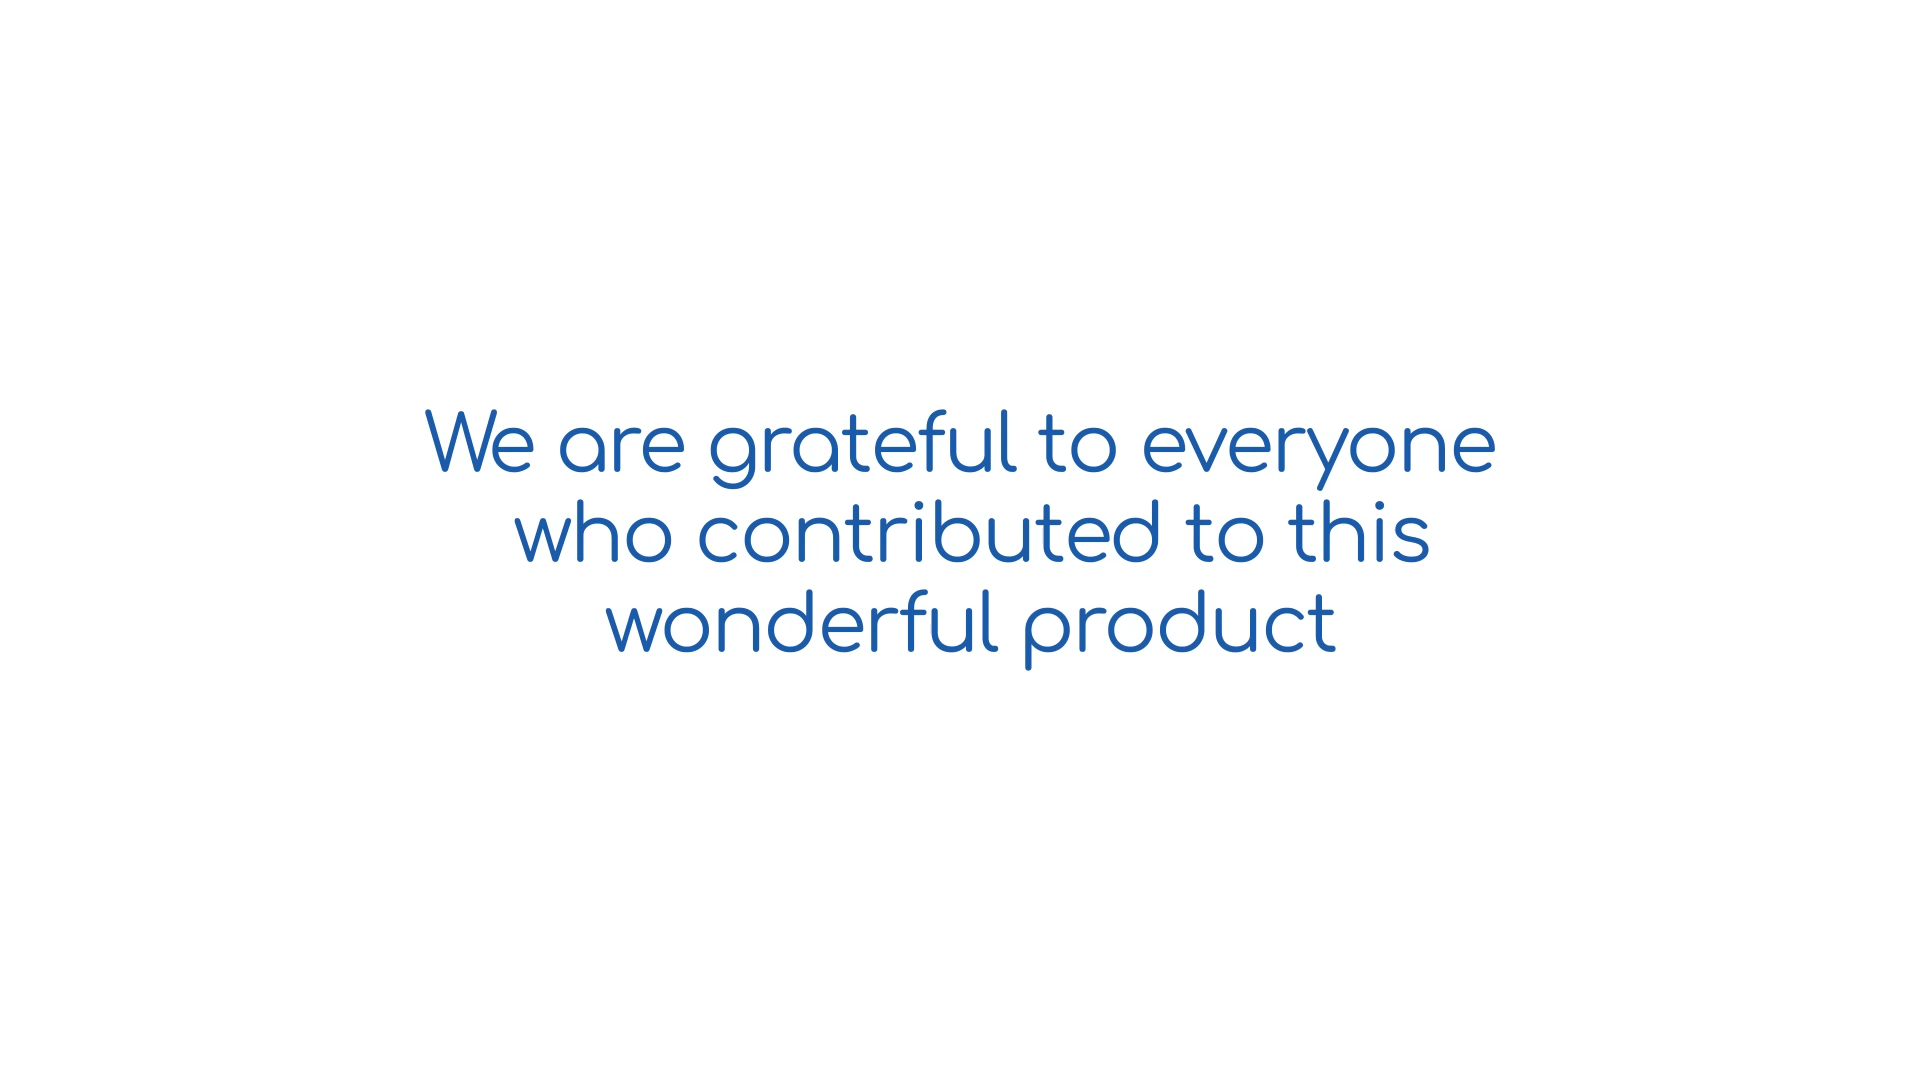 We are grateful to everyone
who contributed to this
wonderful product